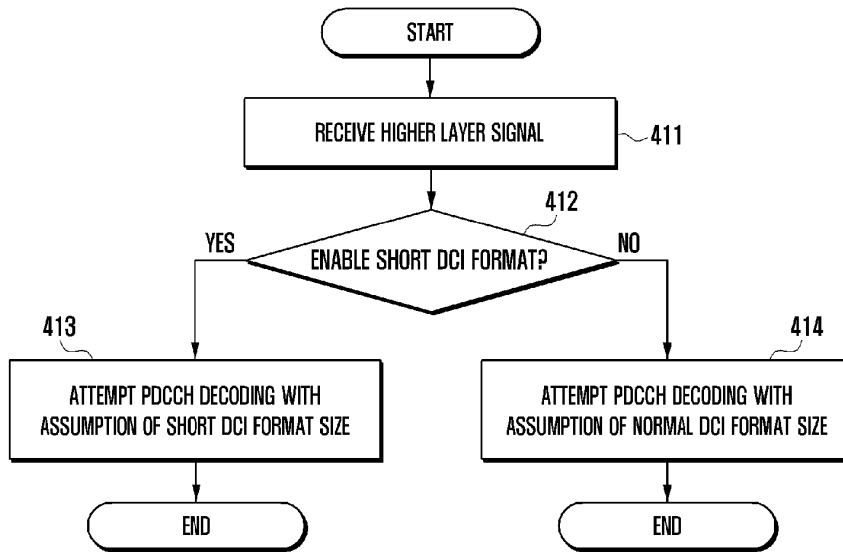 START
RECEIVE HIGHER LAYER SIGNAL
411
412
YES
ENABLE SHORT DCI FORMAT?
NO
413
414
ATTEMPT PDCCH DECODING WITH
ASSUMPTION OF SHORT DCI FORMAT SIZE
ATTEMPT PDCCH DECODING WITH
ASSUMPTION OF NORMAL DCI FORMAT SIZE
END
END